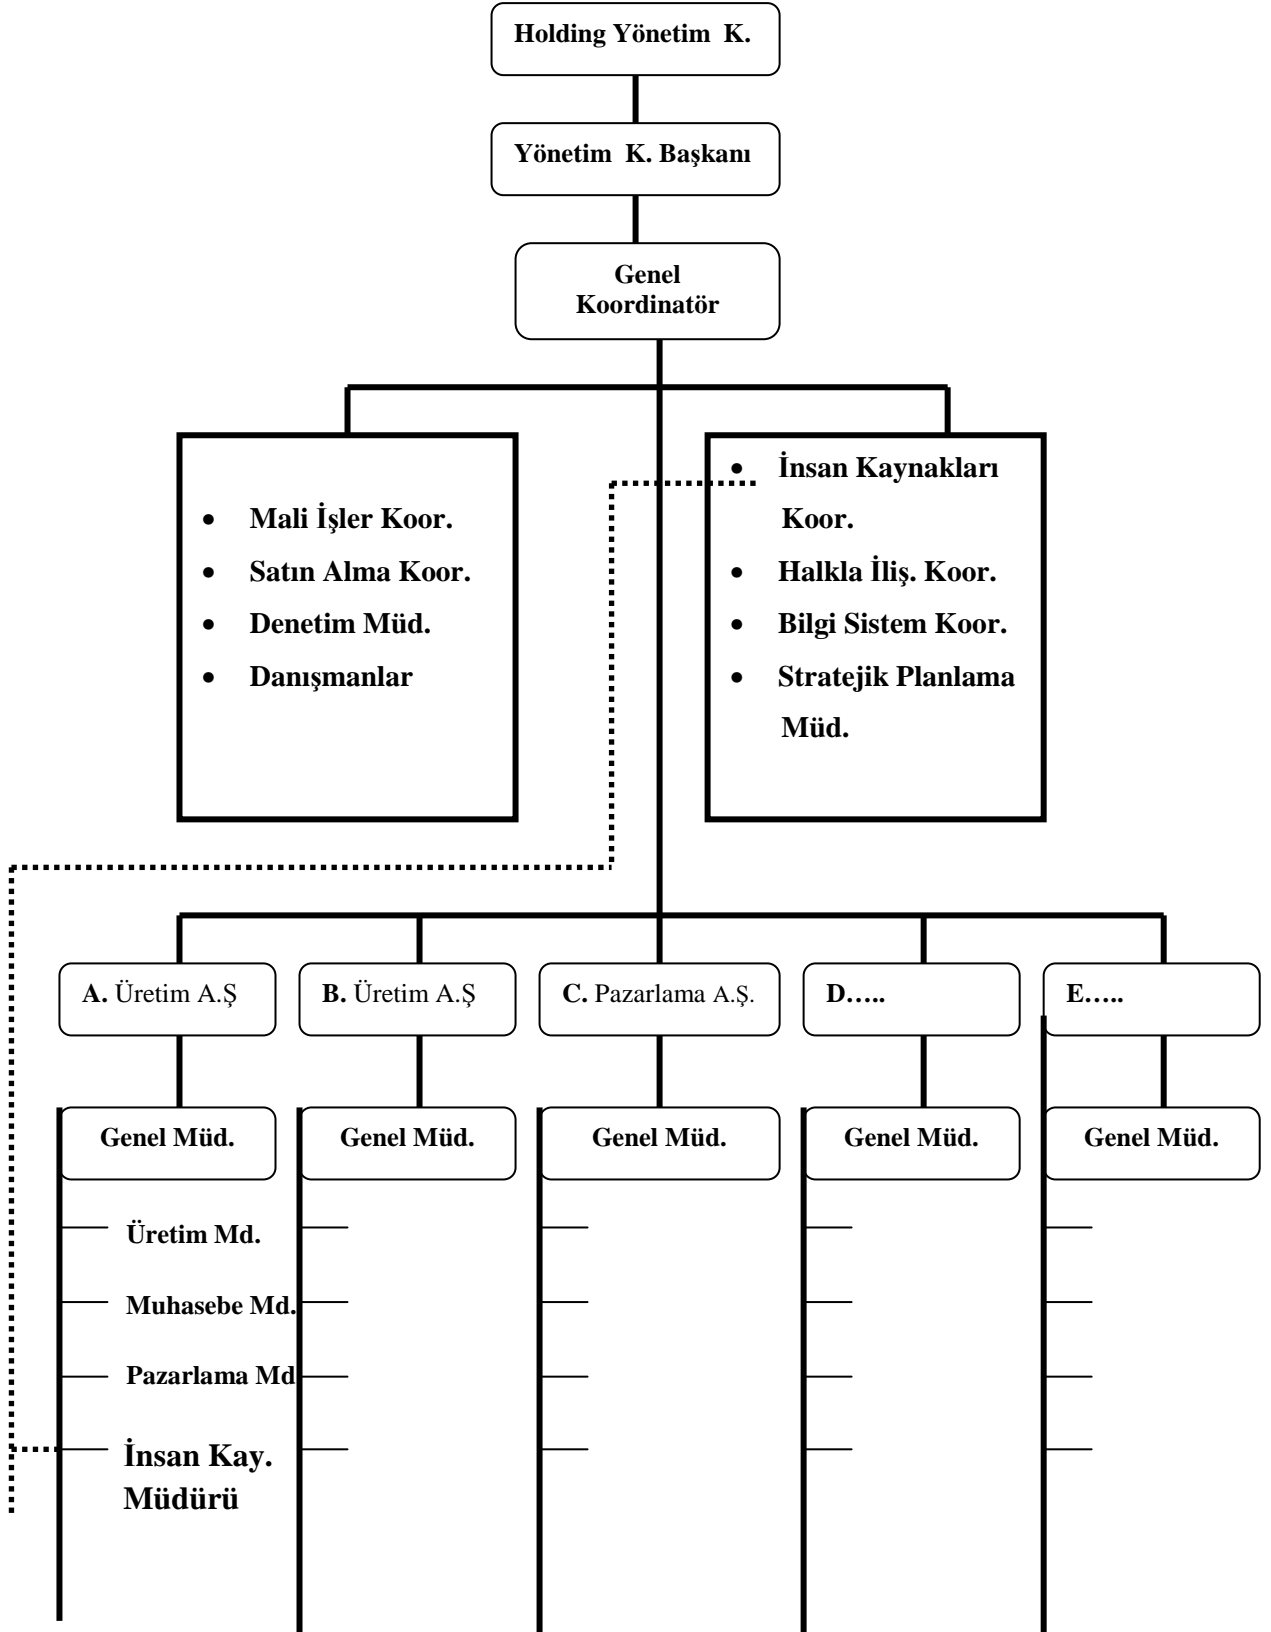 Holding Yönetim K.
Yönetim K. Başkanı
Genel
Koordinatör
• Mali İşler Koor.
• Satın Alma Koor.
• Denetim Müd.
• Danışmanlar
• İnsan Kaynakları
Koor.
• Halkla İliş. Koor.
• Bilgi Sistem Koor.
• Stratejik Planlama
Müd.
A. Üretim A.Ş
B. Üretim A.Ş
C. Pazarlama A.Ş.
D…..
E…..
Genel Müd.
Genel Müd.
Genel Müd.
Genel Müd.
Genel Müd.
Üretim Md.
Muhasebe Md.
Pazarlama Md
İnsan Kay.
Müdürü